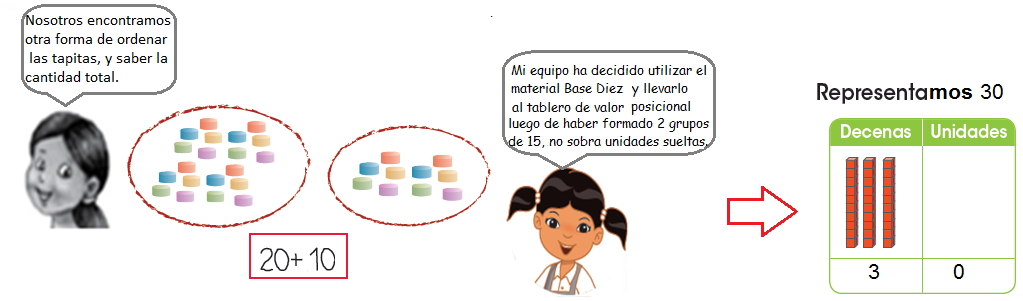 Nosotros encontramos
otra forma de ordenar
las tapitas, y saber la
cantidad total.
20+ 10
Mi equipo ha decidido utilizar el
material Base Diez y llevarlo
al tablero de valor posicional
luego de haber formado 2 grupos
de 15, no sobra unidades sueltas.
Representamos 30
Decenas Unidades
3 0